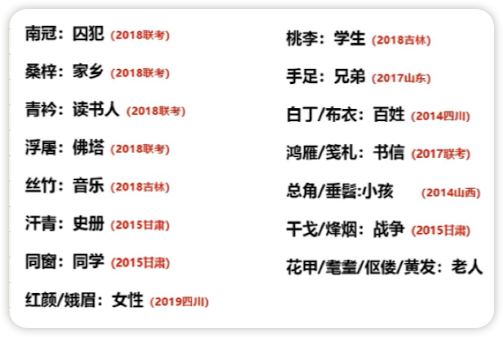 南冠：囚犯 (2018联考)
桑梓：家乡 (2018联考)
青衿：读书人 (2018联考)
浮屠：佛塔 (2018联考)
丝竹：音乐 (2018吉林)
汗青：史册 (2015甘肃)
同窗：同学 (2015甘肃)
红颜/娥眉：女性 (2019四川)
桃李：学生 (2018吉林)
手足：兄弟 (2017山东)
白丁/布衣：百姓 (2014四川)
鸿雁/笺札：书信 (2017联考)
总角/垂髫:小孩 (2014山西)
干戈/烽烟：战争 (2015甘肃)
花甲/耄耋/伛偻/黄发：老人